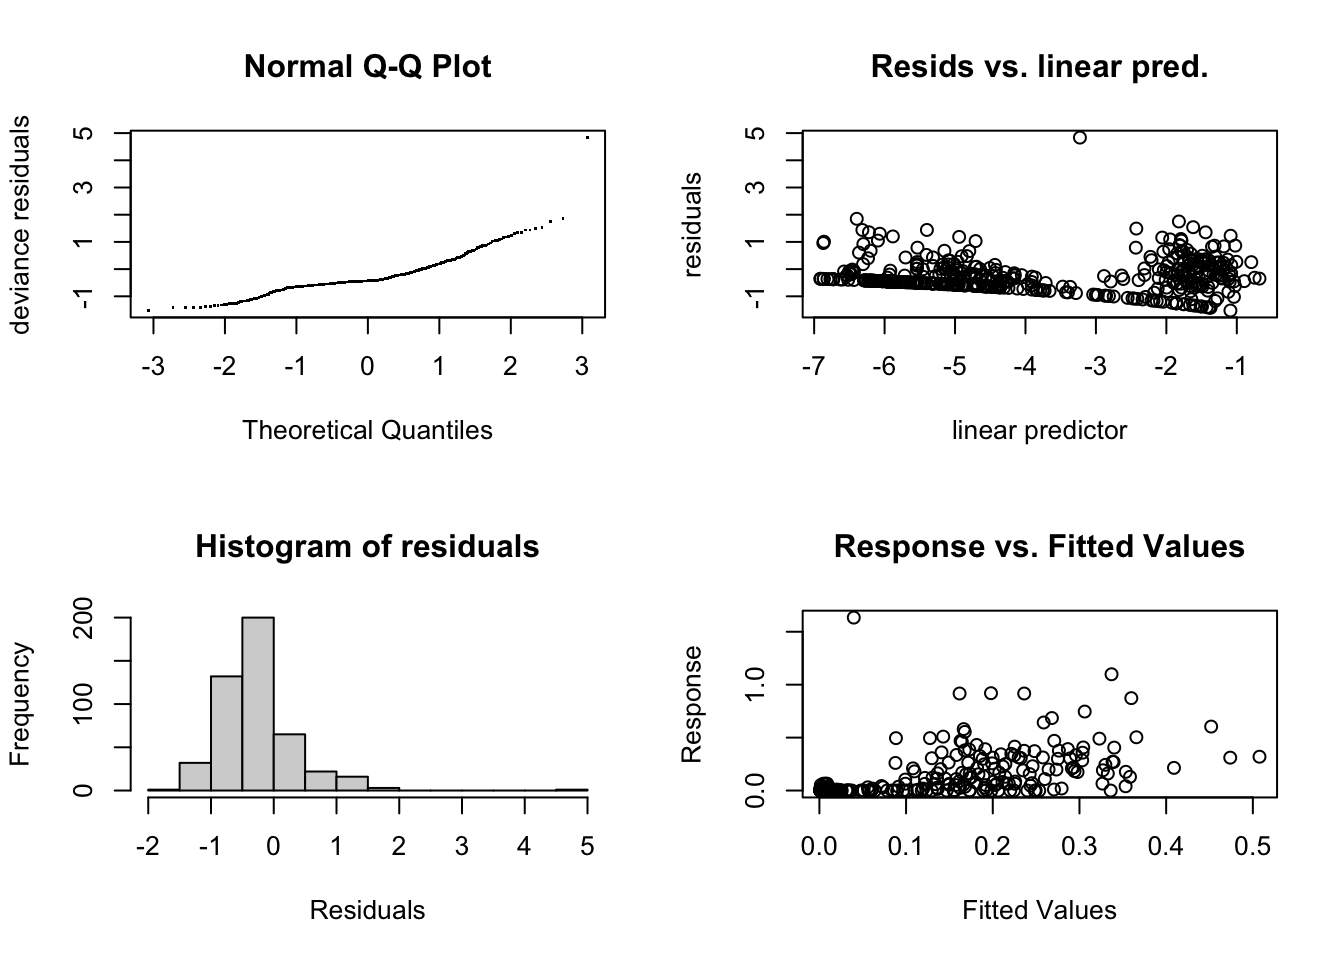 Normal Q-Q Plot
deviance residuals
-1 1 3 5
-3 -2 -1 0 1 2 3
Theoretical Quantiles
Resids vs. linear pred.
residuals
-1 1 3 5
-7 -6 -5 -4 -3 -2 -1
linear predictor
Histogram of residuals
Frequency
0 100 200
-2 -1 0 1 2 3 4 5
Residuals
Response vs. Fitted Values
Response
0.0 1.0
0.0 0.1 0.2 0.3 0.4 0.5
Fitted Values